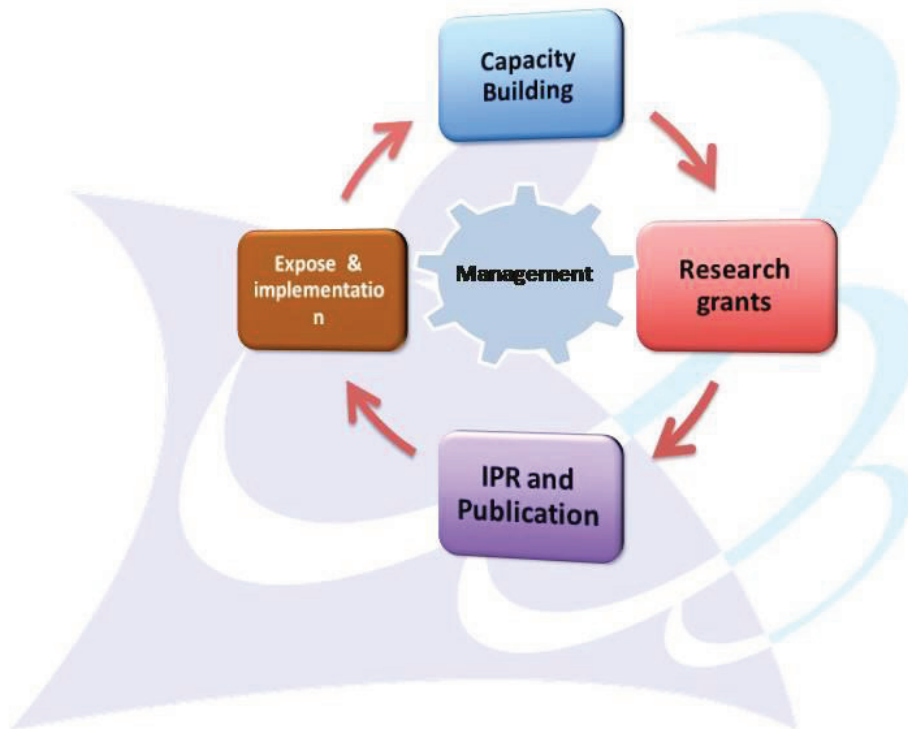 Capacity
Building
Expose & 
implementatio
n
Management
Research
grants
IPR and
Publication